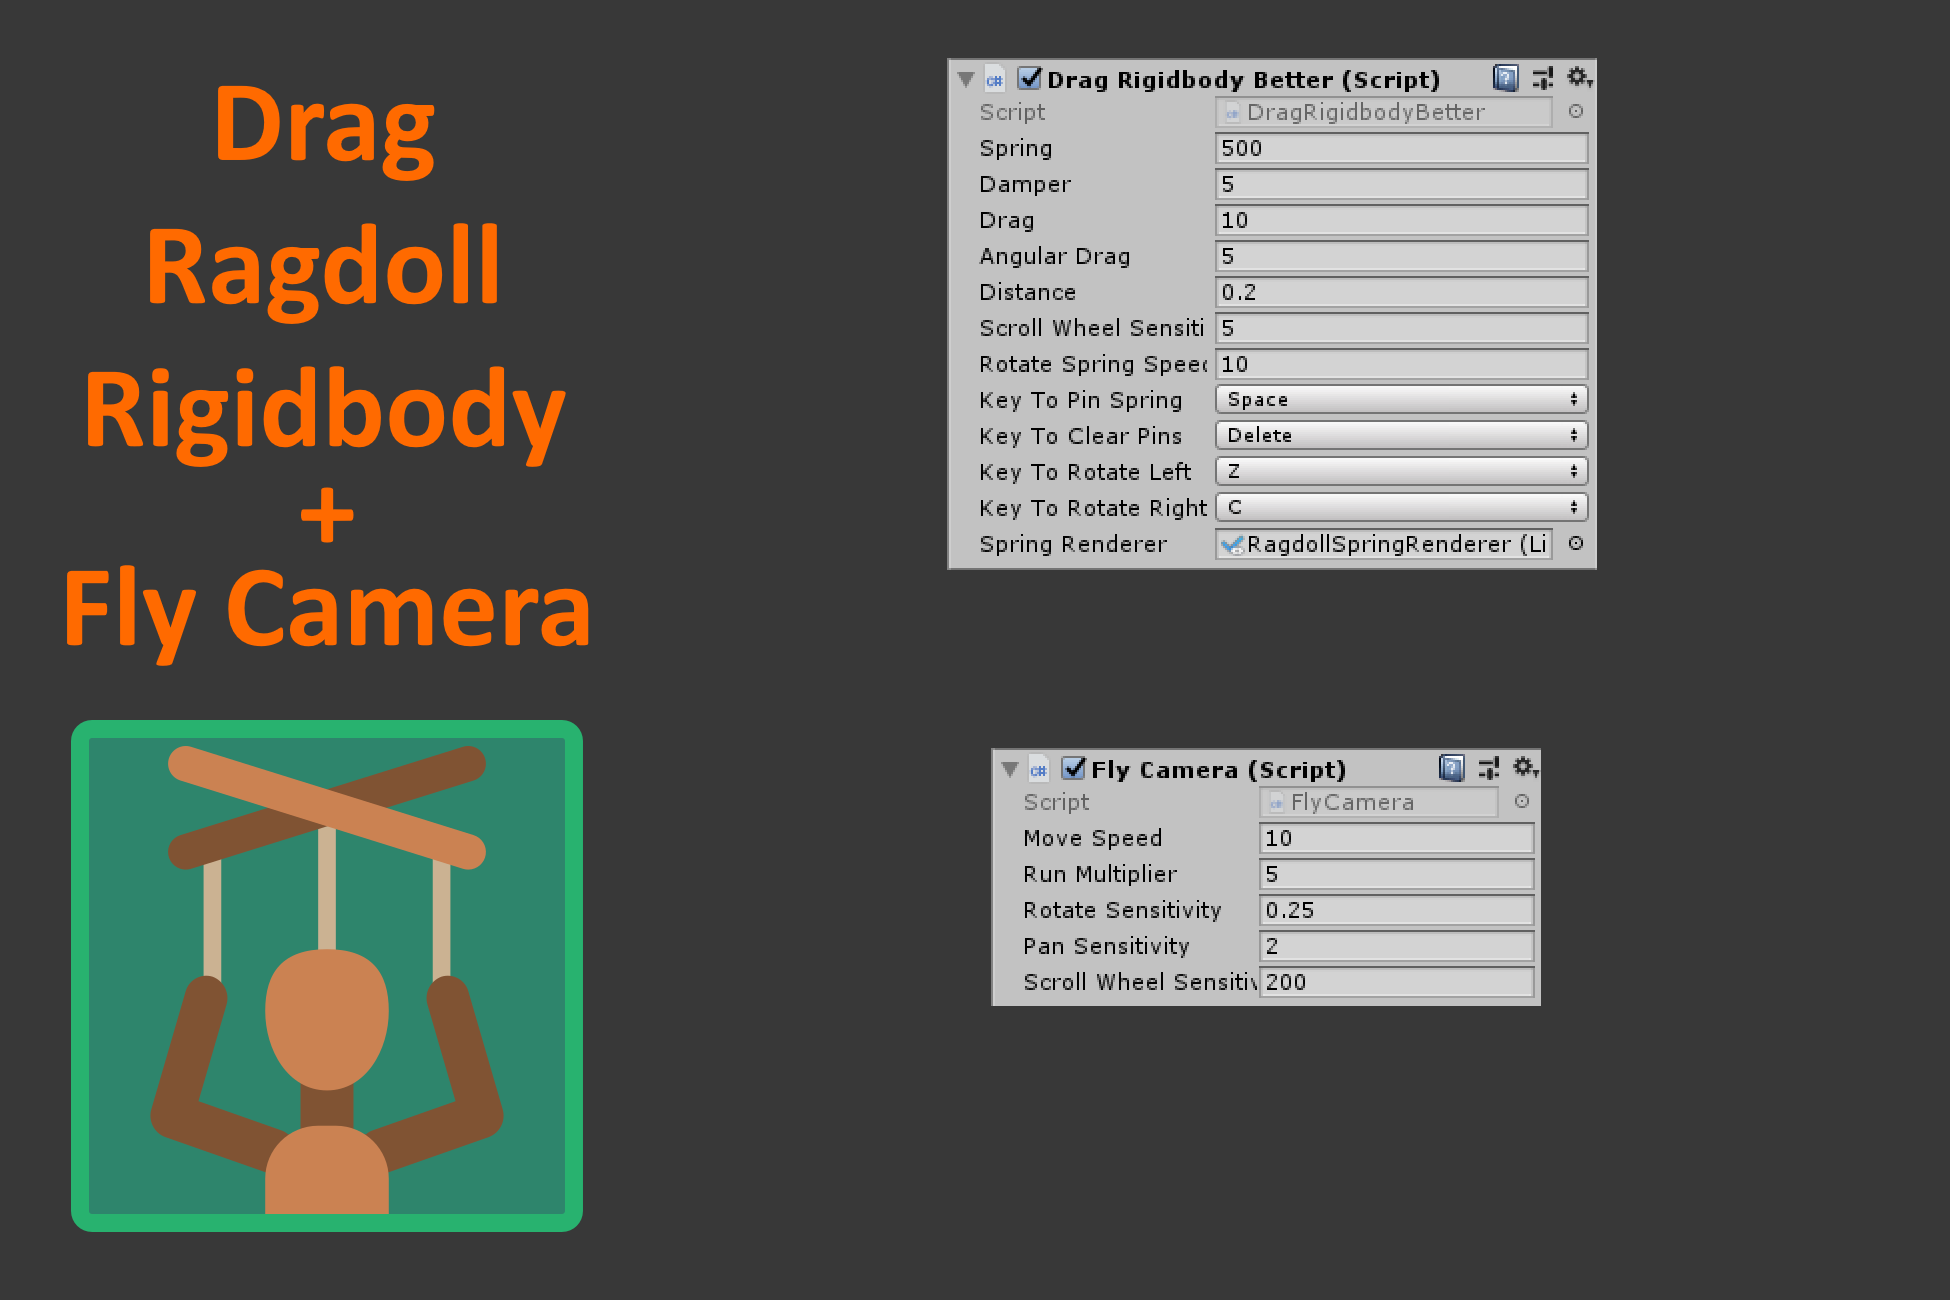 Drag
Ragdoll
Rigidbody
+
Fly Camera
c# Drag Rigidbody Better (Script)
Script DragRigidbodyBetter
Spring 500
Damper 5
Drag 10
Angular Drag 5
Distance 0.2
Scroll Wheel Sensiti 5
Rotate Spring Speed 10
Key To Pin Spring Space
Key To Clear Pins Delete
Key To Rotate Left Z
Key To Rotate Right C
Spring Renderer RagdollSpringRenderer (Li
c# Fly Camera (Script)
Script FlyCamera
Move Speed 10
Run Multiplier 5
Rotate Sensitivity 0.25
Pan Sensitivity 2
Scroll Wheel Sensitiv 200